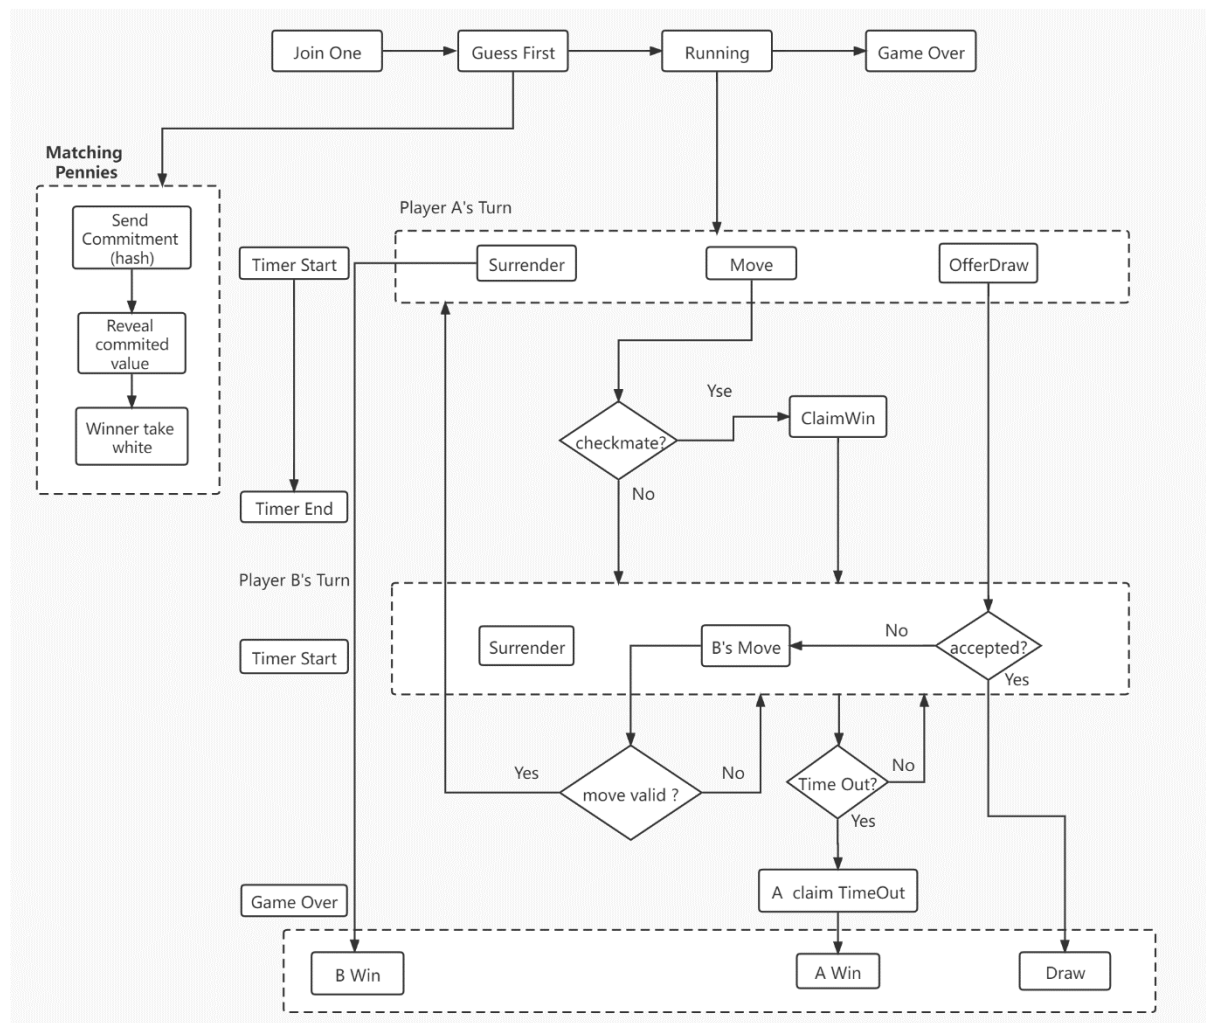 Join One
Guess First
Running
Game Over
Matching
Pennies
Send
Commitment
(hash)
Reveal
commited
value
Winner take
white
Player A's Turn
Timer Start
Surrender
Move
OfferDraw
Yse
checkmate?
ClaimWin
No
Timer End
Player B's Turn
Timer Start
Surrender
B's Move
No
accepted?
Yes
Yes
move valid ?
No
Time Out?
No
Yes
A claim TimeOut
Game Over
B Win
A Win
Draw